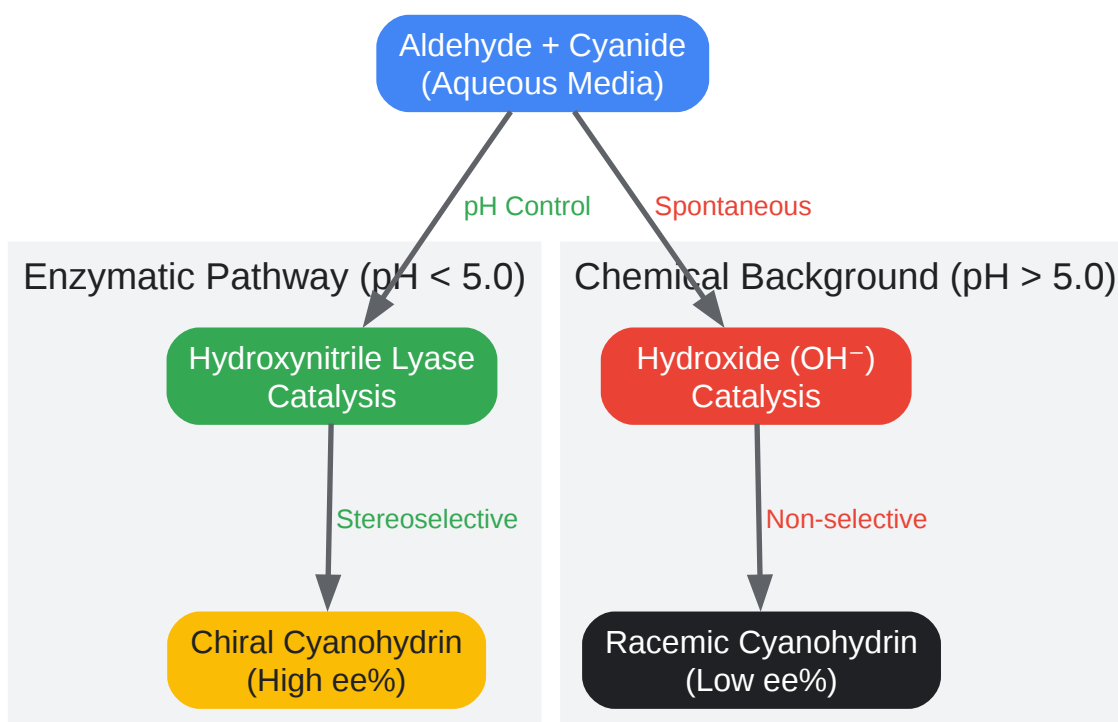 Aldehyde + Cyanide
(Aqueous Media)
pH Control
Spontaneous
Enzymatic Pathway (pH < 5.0)
Chemical Background (pH > 5.0)
Hydroxynitrile Lyase
Catalysis
Hydroxide (OH⁻)
Catalysis
Stereoselective
Non-selective
Chiral Cyanohydrin
(High ee%)
Racemic Cyanohydrin
(Low ee%)